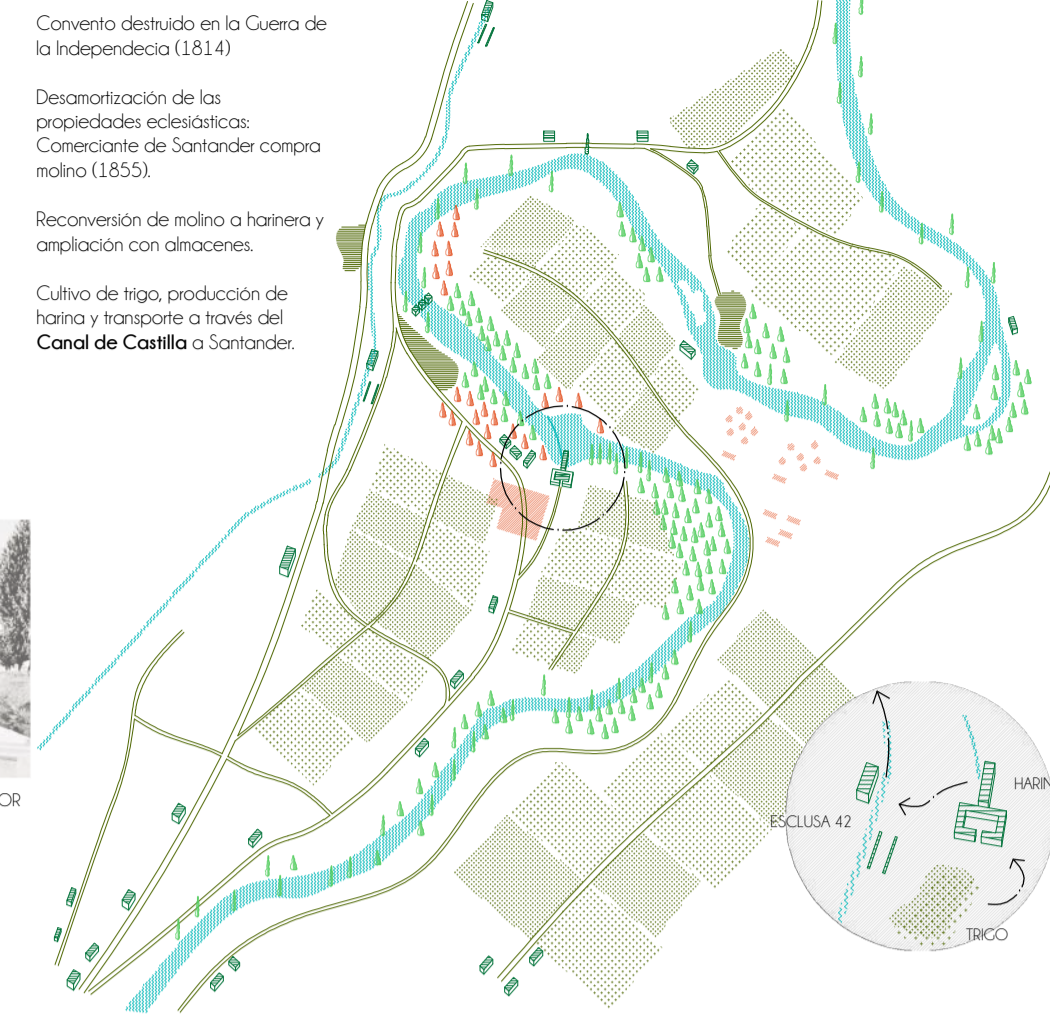 Convento destruido en la Guerra de
la Independecia (1814)
Desamortización de las
propiedades eclesiásticas:
Comerciante de Santander compra
molino (1855).
Reconversión de molino a harinera y
ampliación con almacenes.
Cultivo de trigo, producción de
harina y transporte a través del
Canal de Castilla a Santander.
OR
HARIN
ESCLUSA 42
TRIGO